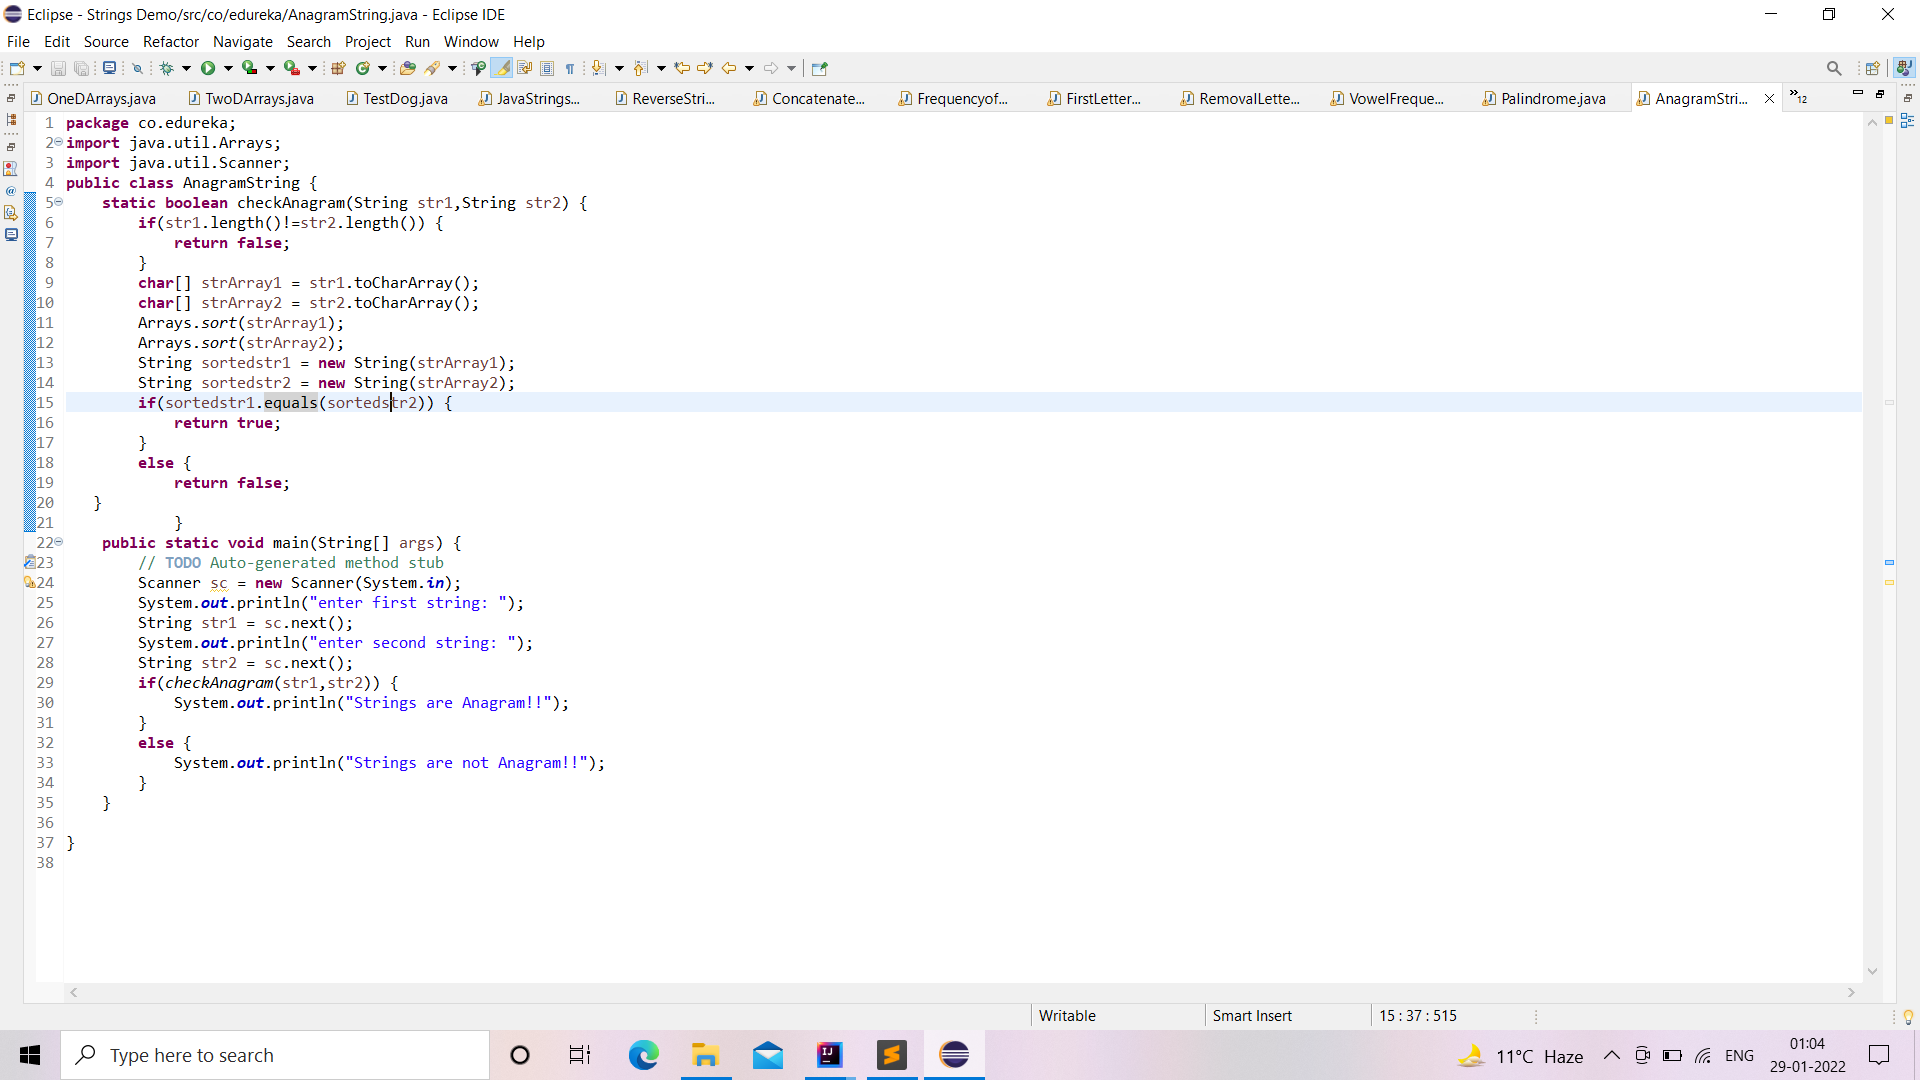 Eclipse - Strings Demo/src/co/edureka/AnagramString.java - Eclipse IDE
File Edit Source Refactor Navigate Search Project Run Window Help
OneDArrays.java TwoDArrays.java TestDog.java JavaStrings... ReverseStri... Concatenate... Frequencyof... FirstLetter... RemovalLette... VowelFreque... Palindrome.java AnagramStri... »12
1 package co.edureka;
2 import java.util.Arrays;
3 import java.util.Scanner;
4 public class AnagramString {
5     static boolean checkAnagram(String str1,String str2) {
6         if(str1.length()!=str2.length()) {
7             return false;
8         }
9         char[] strArray1 = str1.toCharArray();
10         char[] strArray2 = str2.toCharArray();
11         Arrays.sort(strArray1);
12         Arrays.sort(strArray2);
13         String sortedstr1 = new String(strArray1);
14         String sortedstr2 = new String(strArray2);
15         if(sortedstr1.equals(sortedstr2)) {
16             return true;
17         }
18         else {
19             return false;
20    }
21             }
22     public static void main(String[] args) {
23         // TODO Auto-generated method stub
24         Scanner sc = new Scanner(System.in);
25         System.out.println("enter first string: ");
26         String str1 = sc.next();
27         System.out.println("enter second string: ");
28         String str2 = sc.next();
29         if(checkAnagram(str1,str2)) {
30             System.out.println("Strings are Anagram!!");
31         }
32         else {
33             System.out.println("Strings are not Anagram!!");
34         }
35     }
36
37 }
38
Writable Smart Insert 15 : 37 : 515
Type here to search 11°C Haze ENG 01:04
29-01-2022